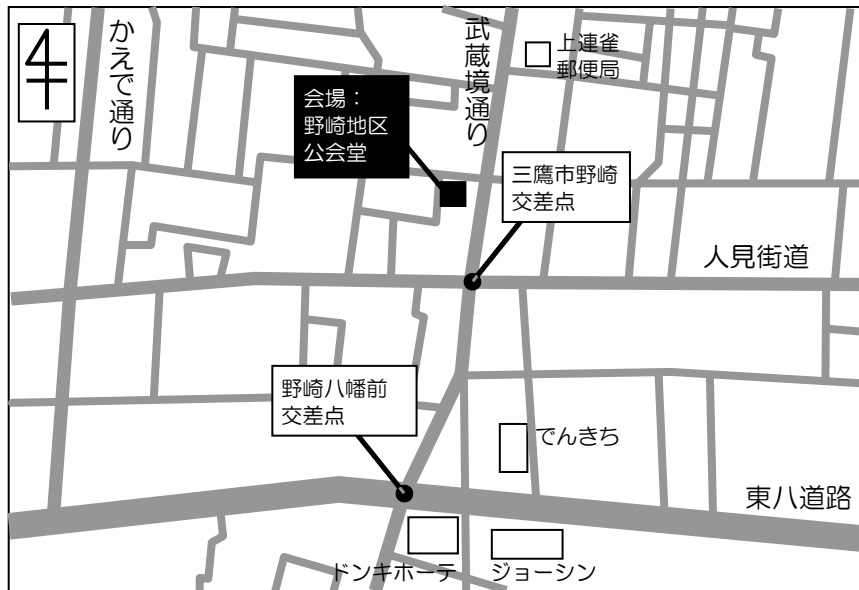 かえで通り
武蔵境通り
上連雀
郵便局
会場：
野崎地区
公会堂
三鷹市野崎
交差点
人見街道
野崎八幡前
交差点
でんきち
東八道路
ドンキホーテ
ジョーシン